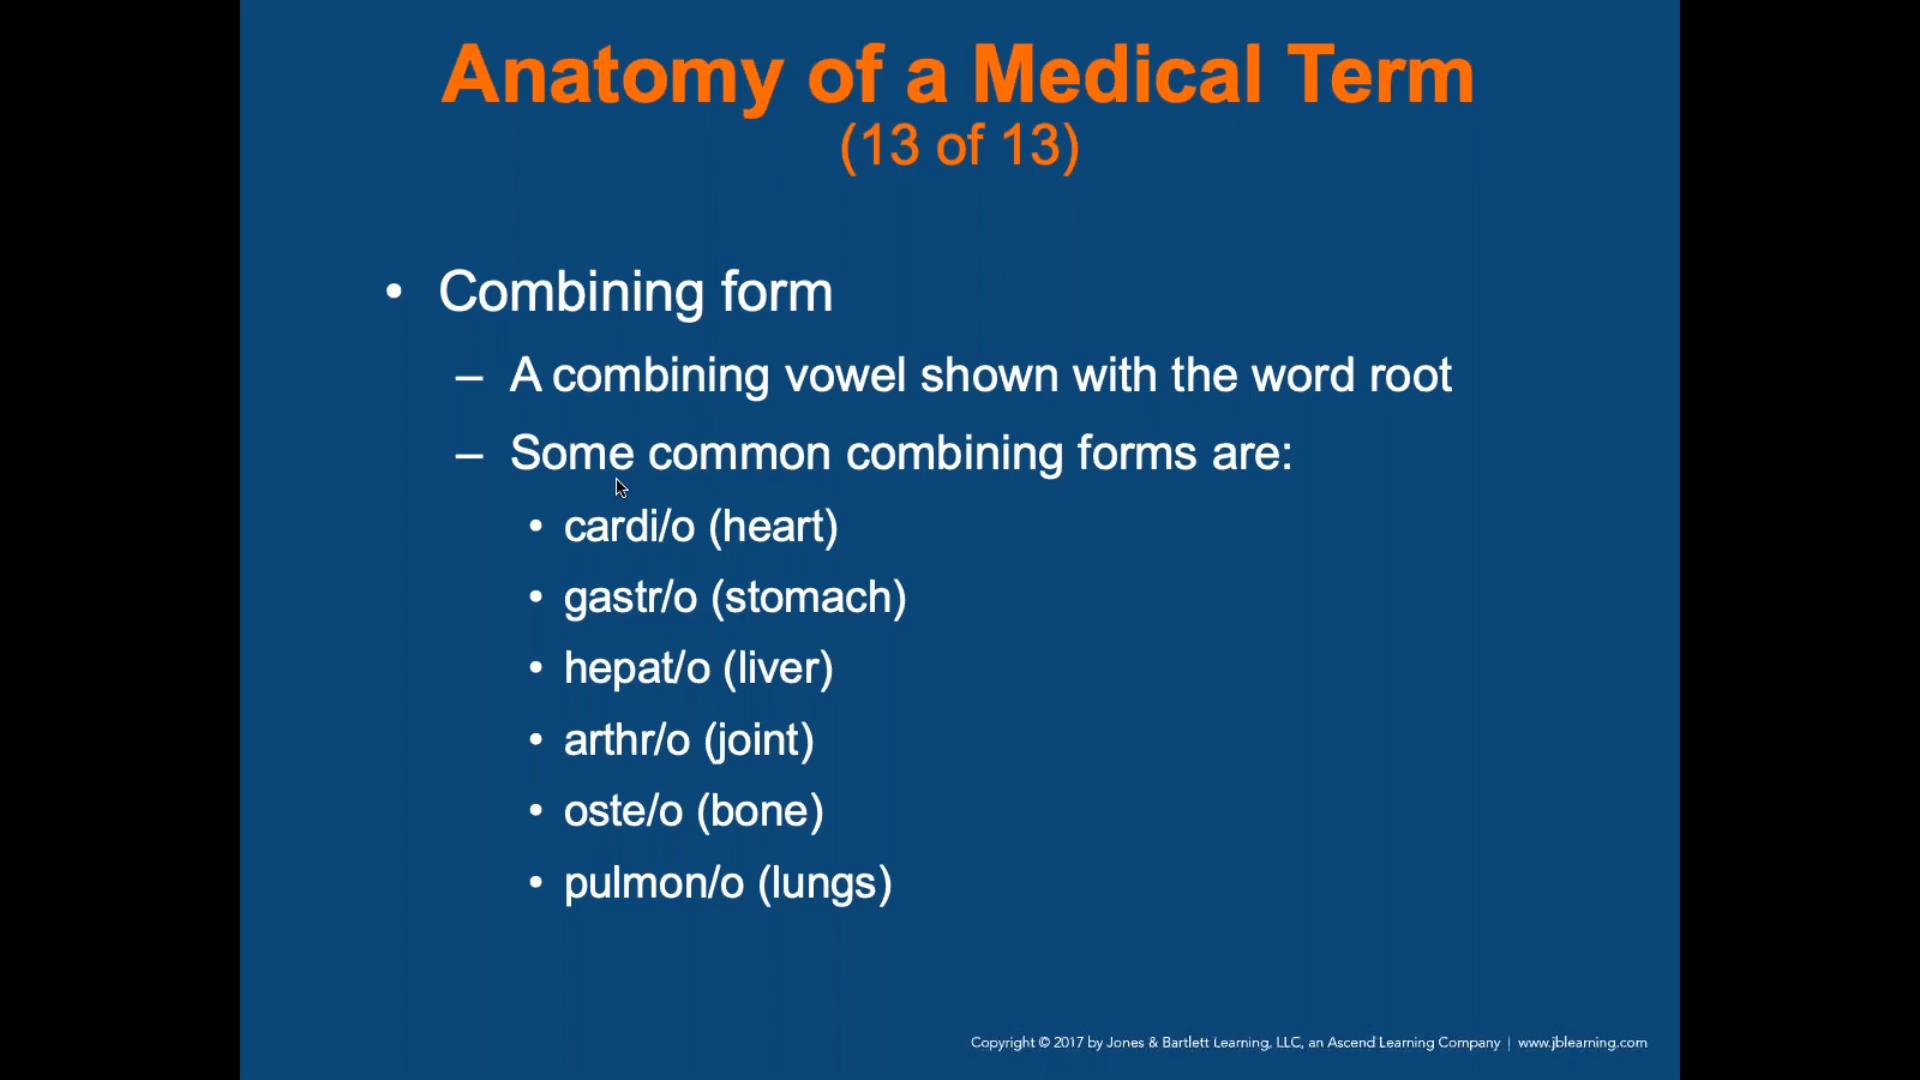 Anatomy of a Medical Term
(13 of 13)
• Combining form
– A combining vowel shown with the word root
– Some common combining forms are:
• cardi/o (heart)
• gastr/o (stomach)
• hepat/o (liver)
• arthr/o (joint)
• oste/o (bone)
• pulmon/o (lungs)
Copyright © 2017 by Jones & Bartlett Learning, LLC, an Ascend Learning Company | www.jblearning.com